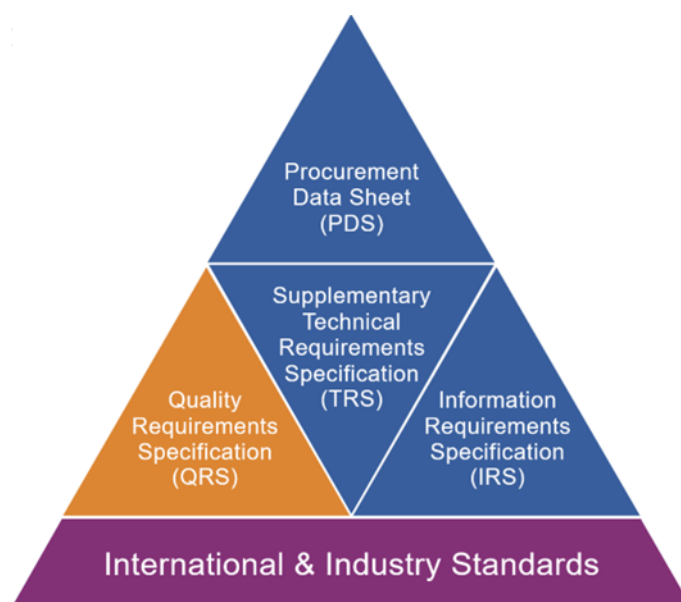 Procurement
Data Sheet
(PDS)
Supplementary
Technical
Requirements
Specification
(TRS)
Quality
Requirements
Specification
(QRS)
Information
Requirements
Specification
(IRS)
International & Industry Standards